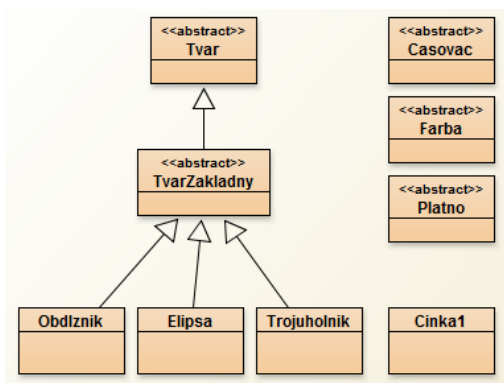 <<abstract>>
Tvar
<<abstract>>
Casovac
<<abstract>>
Farba
<<abstract>>
TvarZakladny
<<abstract>>
Platno
Obdlznik
Elipsa
Trojuholnik
Cinka1